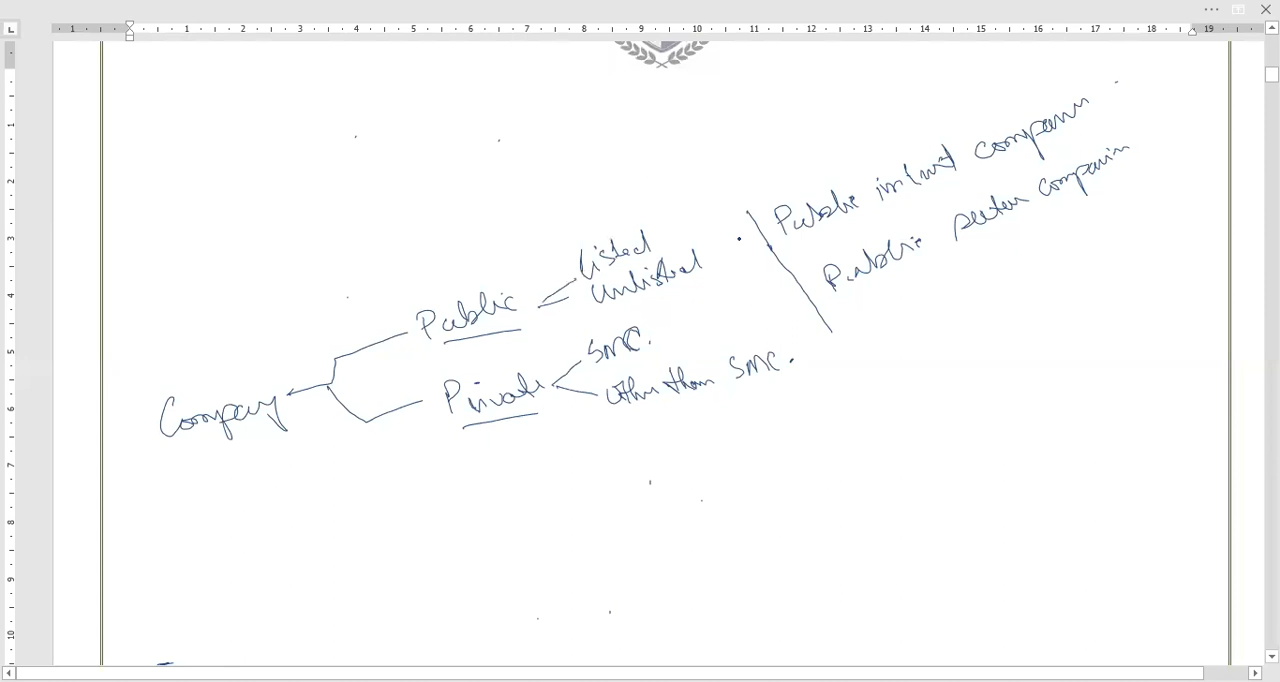 Public interest companies
Public sector companies
Listed
Unlisted
Public
SMC.
Company
Private
other than SMC.